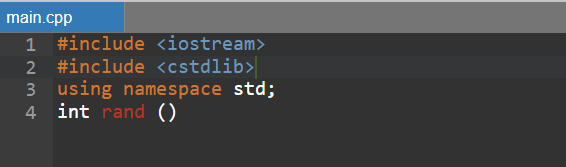 main.cpp
1 #include <iostream>
2 #include <cstdlib>
3 using namespace std;
4 int rand ()